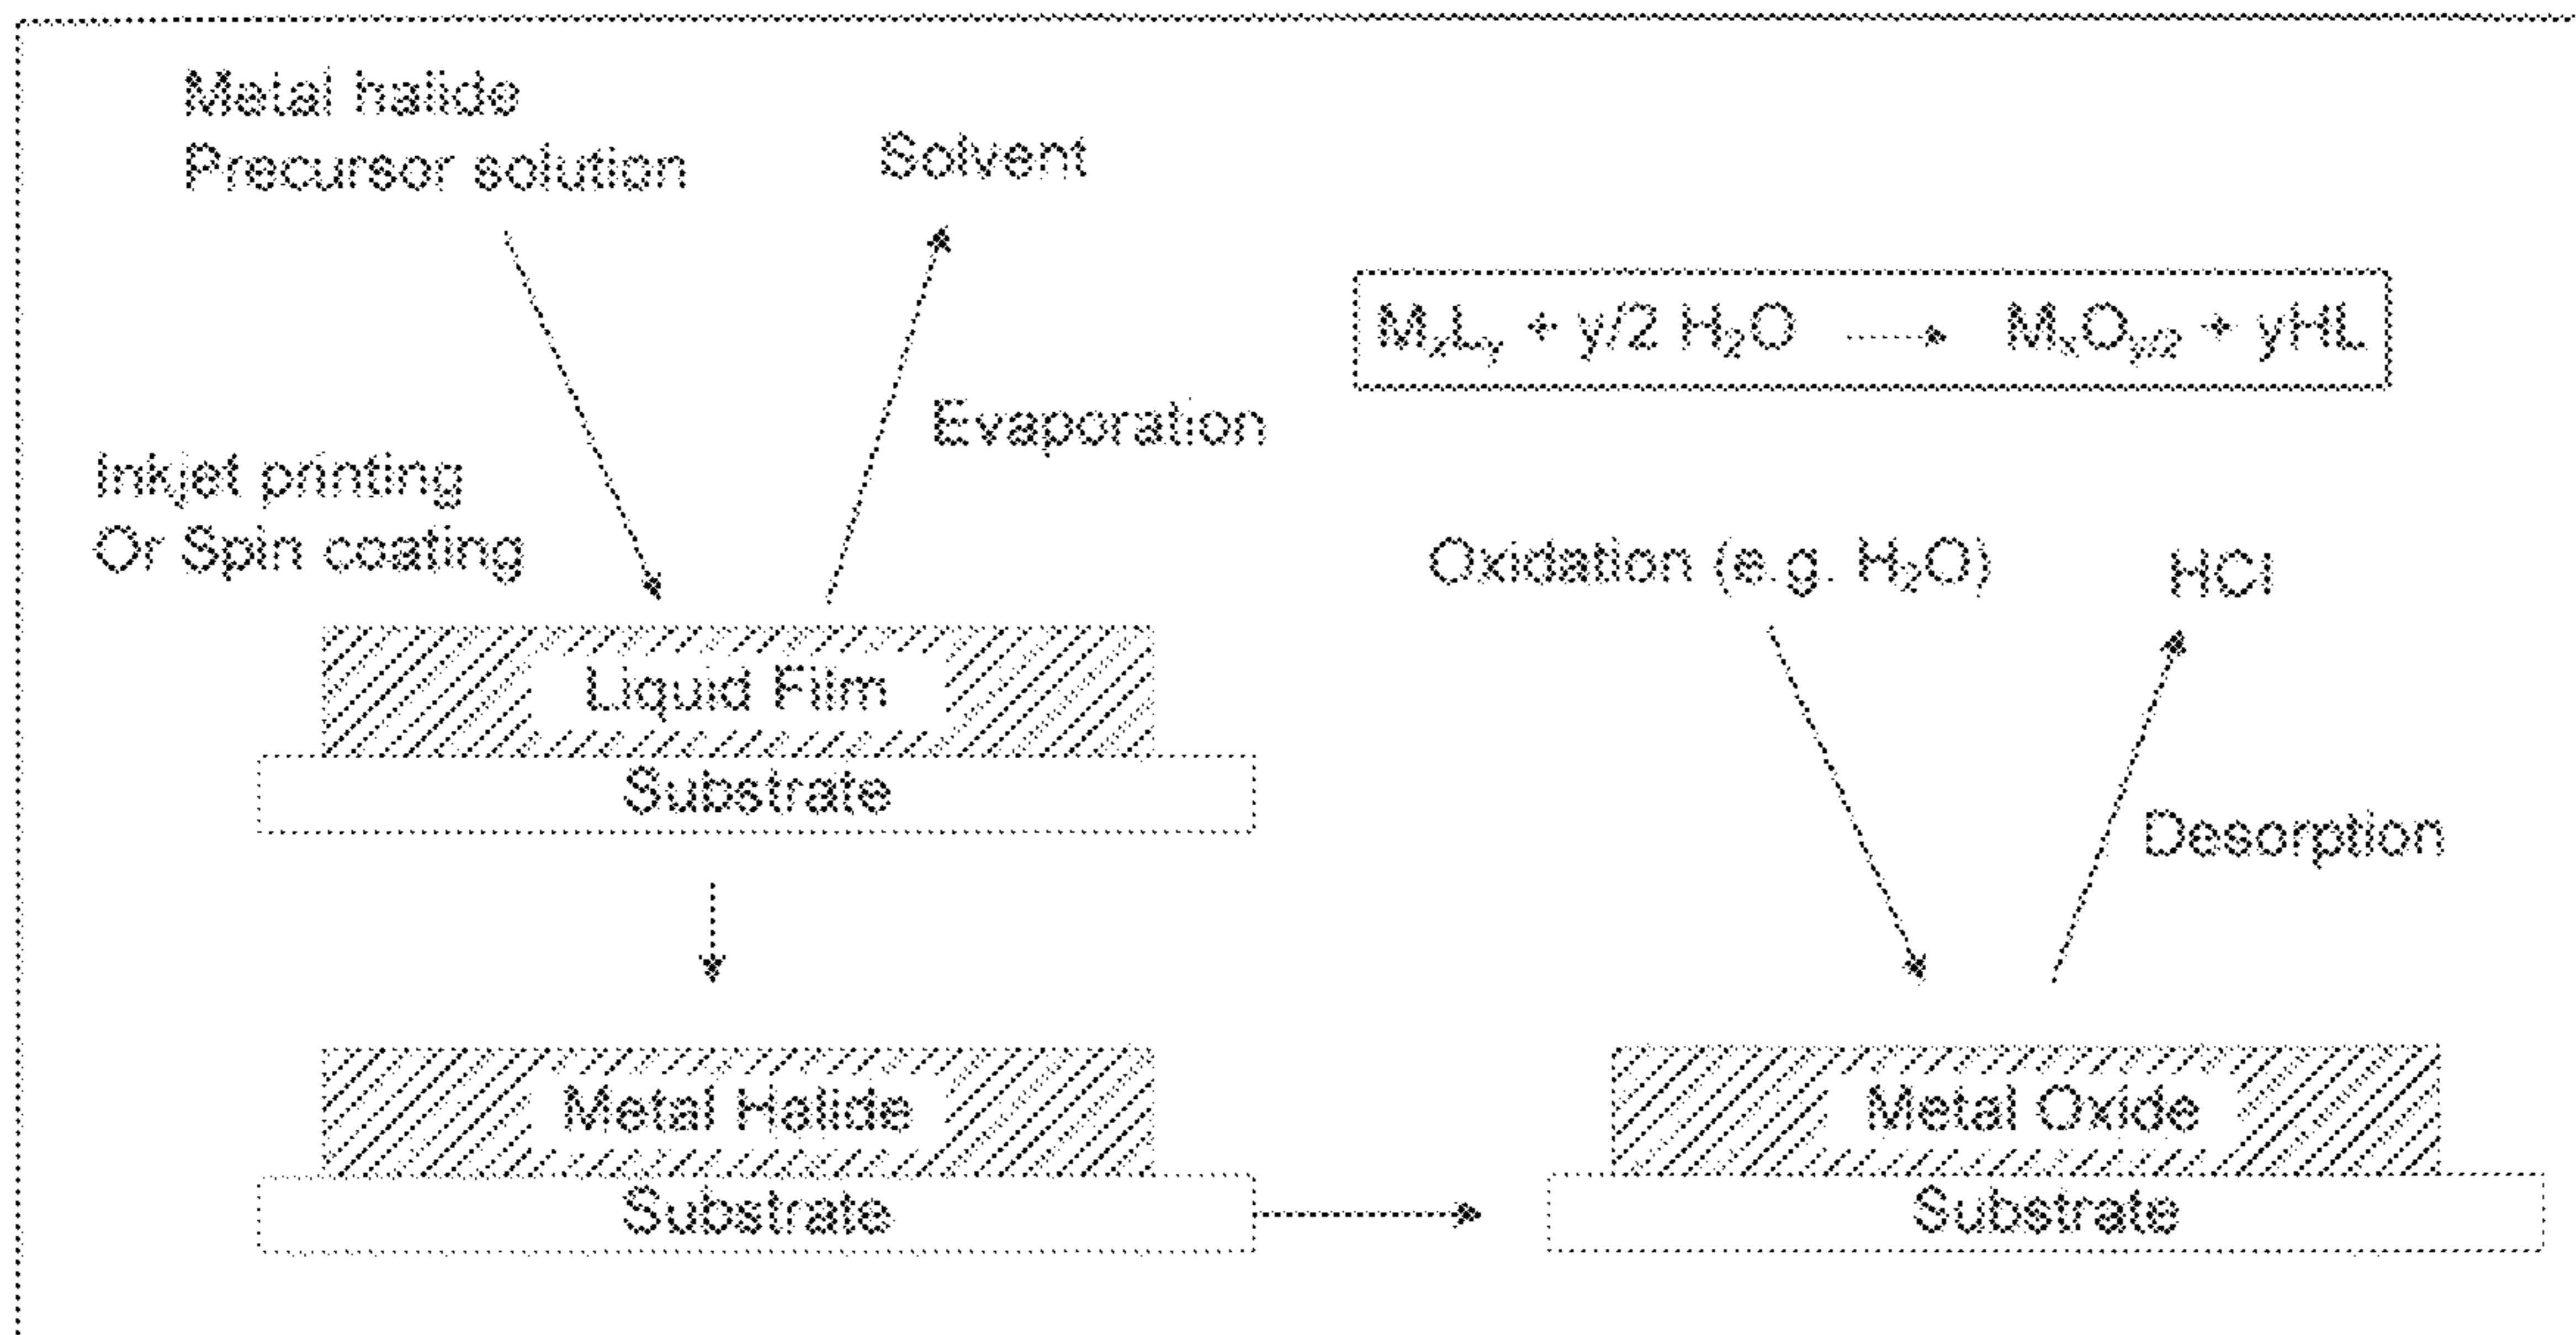 Metal halide
Precursor solution
Solvent
MₓLᵧ + y/2 H₂O → MₓOy/2 + yHL
Evaporation
Inkjet printing
Or Spin coating
Oxidation (e.g. H₂O)
HCl
Liquid Film
Substrate
Desorption
Metal Halide
Substrate
Metal Oxide
Substrate